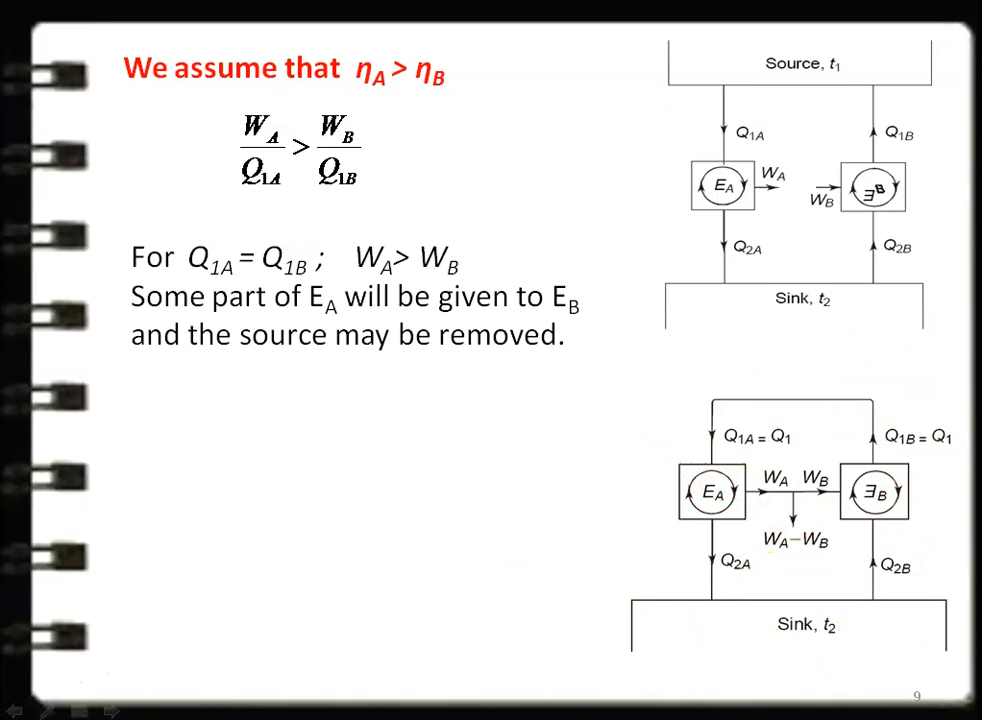 We assume that ηA > ηB
WA / Q1A > WB / Q1B
For Q1A = Q1B ; WA> WB
Some part of EA will be given to EB
and the source may be removed.
Source, t1
Q1A Q1B
EA WA WB ƎB
Q2A Q2B
Sink, t2
Q1A = Q1 Q1B = Q1
EA WA WB ƎB
WA–WB
Q2A Q2B
Sink, t2
9